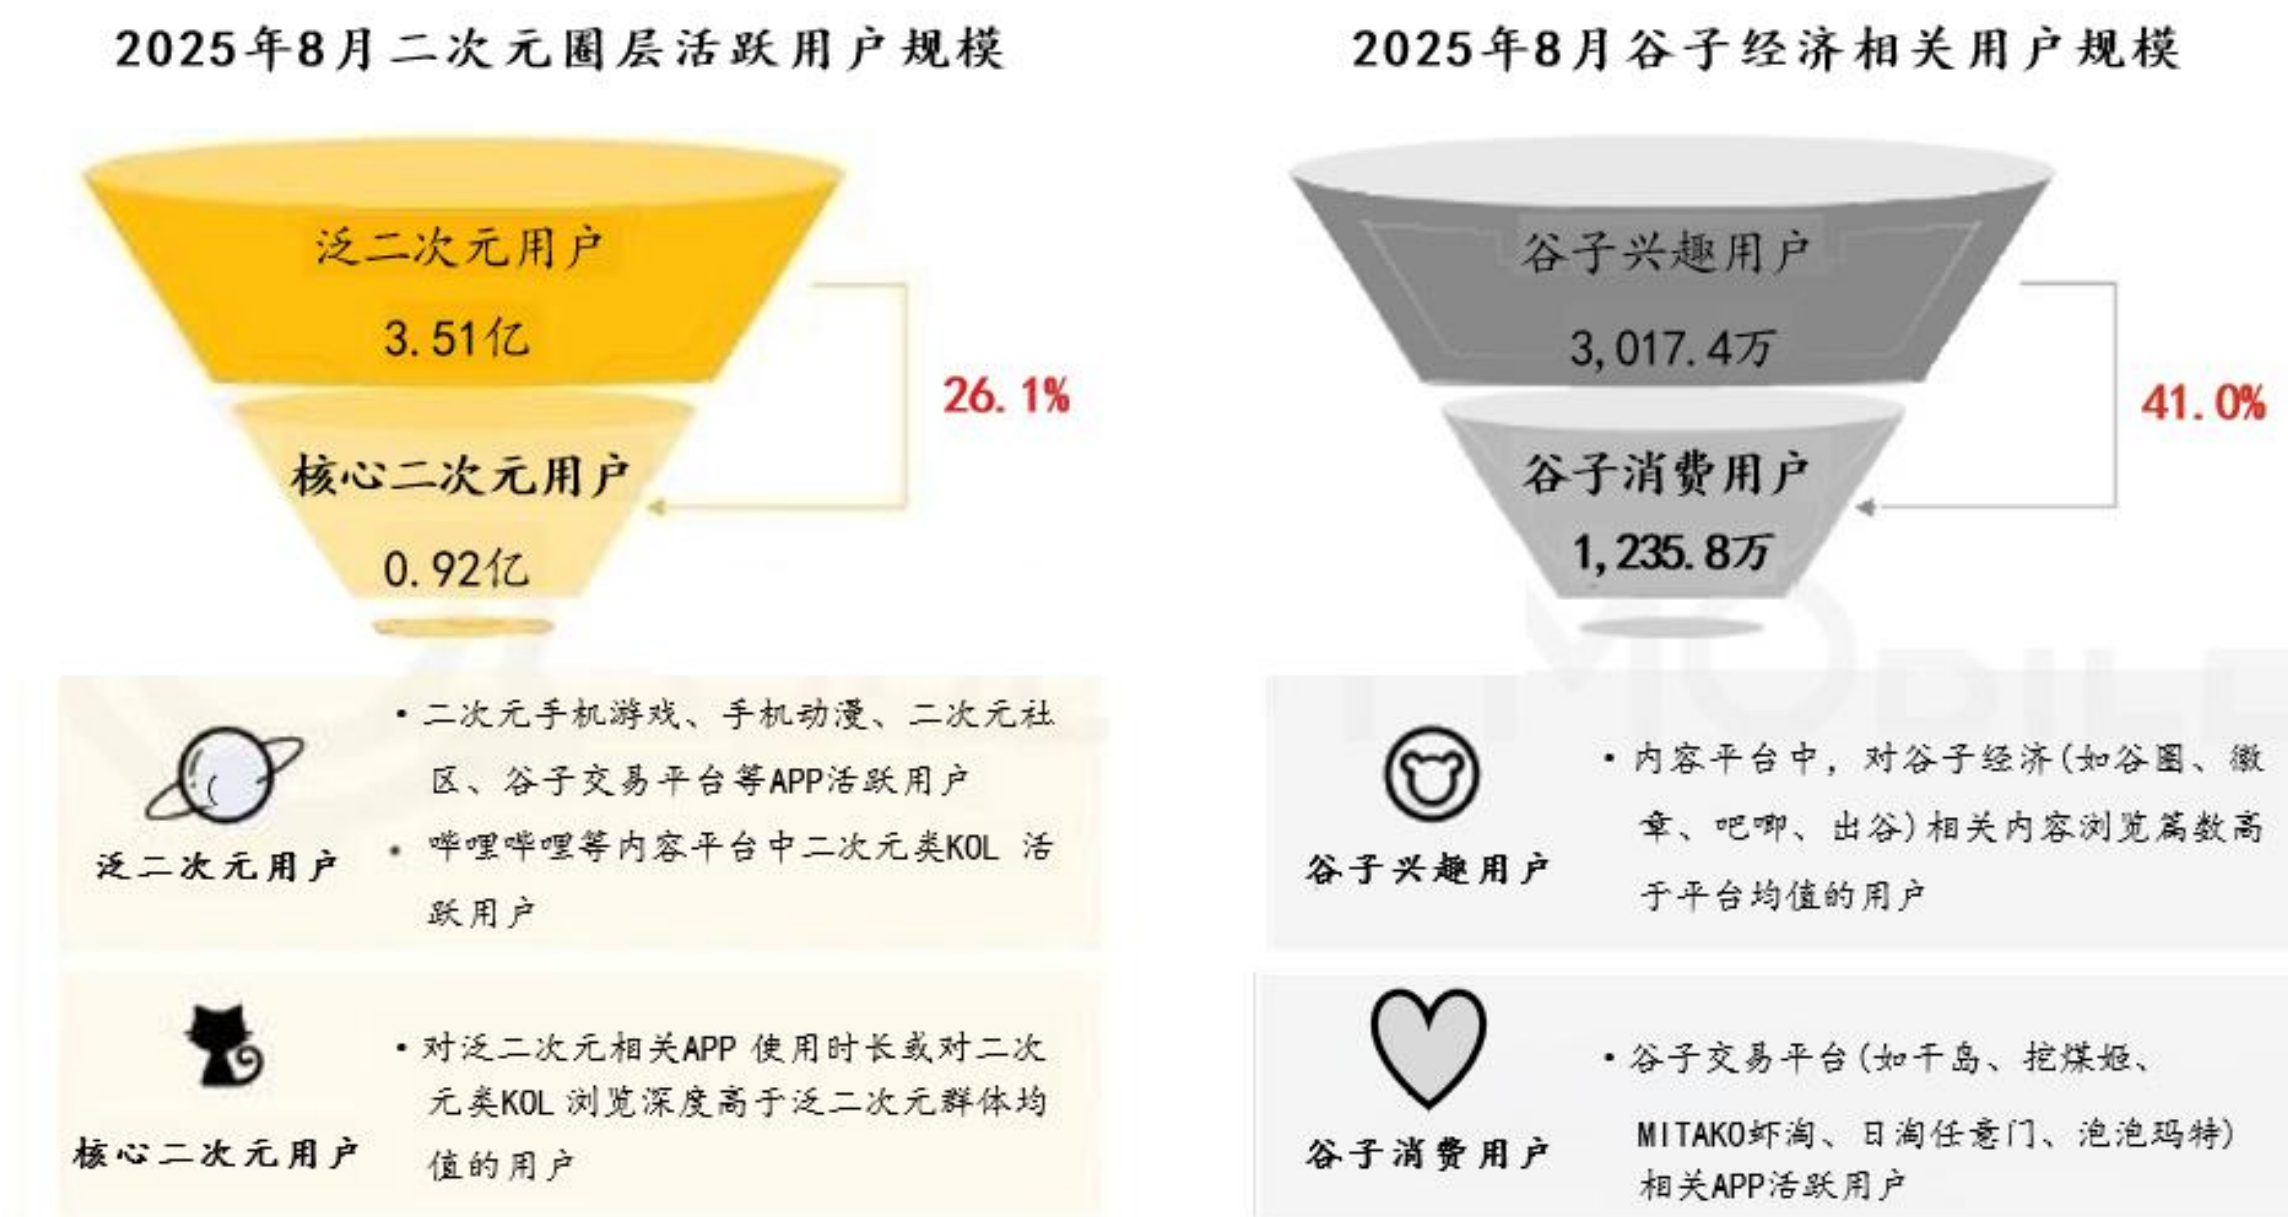 2025年8月二次元圈层活跃用户规模
泛二次元用户
3.51亿
26.1%
核心二次元用户
0.92亿
泛二次元用户
•二次元手机游戏、手机动漫、二次元社
区、谷子交易平台等APP活跃用户
•哔哩哔哩等内容平台中二次元类KOL 活
跃用户
核心二次元用户
•对泛二次元相关APP 使用时长或对二次
元类KOL 浏览深度高于泛二次元群体均
值的用户
2025年8月谷子经济相关用户规模
谷子兴趣用户
3,017.4万
41.0%
谷子消费用户
1,235.8万
谷子兴趣用户
•内容平台中，对谷子经济(如谷圈、徽
章、吧唧、出谷)相关内容浏览篇数高
于平台均值的用户
谷子消费用户
•谷子交易平台(如千岛、挖煤姬、
MITAKO虾淘、日淘任意门、泡泡玛特)
相关APP活跃用户